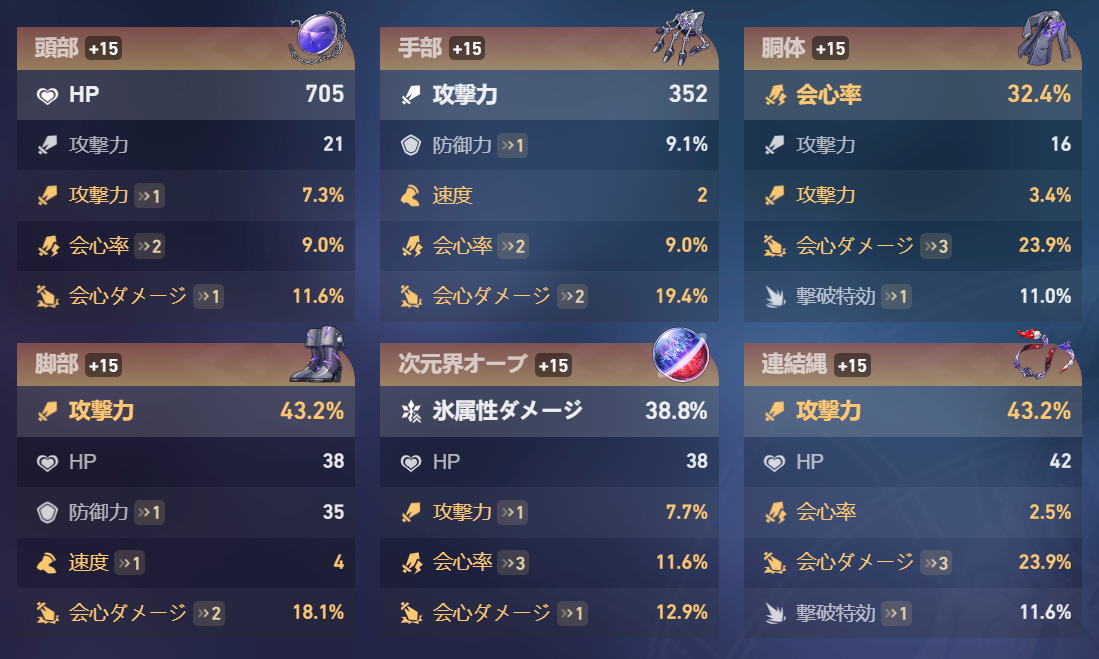 頭部 +15
HP 705
攻撃力 21
攻撃力 »1 7.3%
会心率 »2 9.0%
会心ダメージ »1 11.6%
手部 +15
攻撃力 352
防御力 »1 9.1%
速度 2
会心率 »2 9.0%
会心ダメージ »2 19.4%
胴体 +15
会心率 32.4%
攻撃力 16
攻撃力 3.4%
会心ダメージ »3 23.9%
撃破特効 »1 11.0%
脚部 +15
攻撃力 43.2%
HP 38
防御力 »1 35
速度 »1 4
会心ダメージ »2 18.1%
次元界オーブ +15
氷属性ダメージ 38.8%
HP 38
攻撃力 »1 7.7%
会心率 »3 11.6%
会心ダメージ »1 12.9%
連結縄 +15
攻撃力 43.2%
HP 42
会心率 2.5%
会心ダメージ »3 23.9%
撃破特効 »1 11.6%